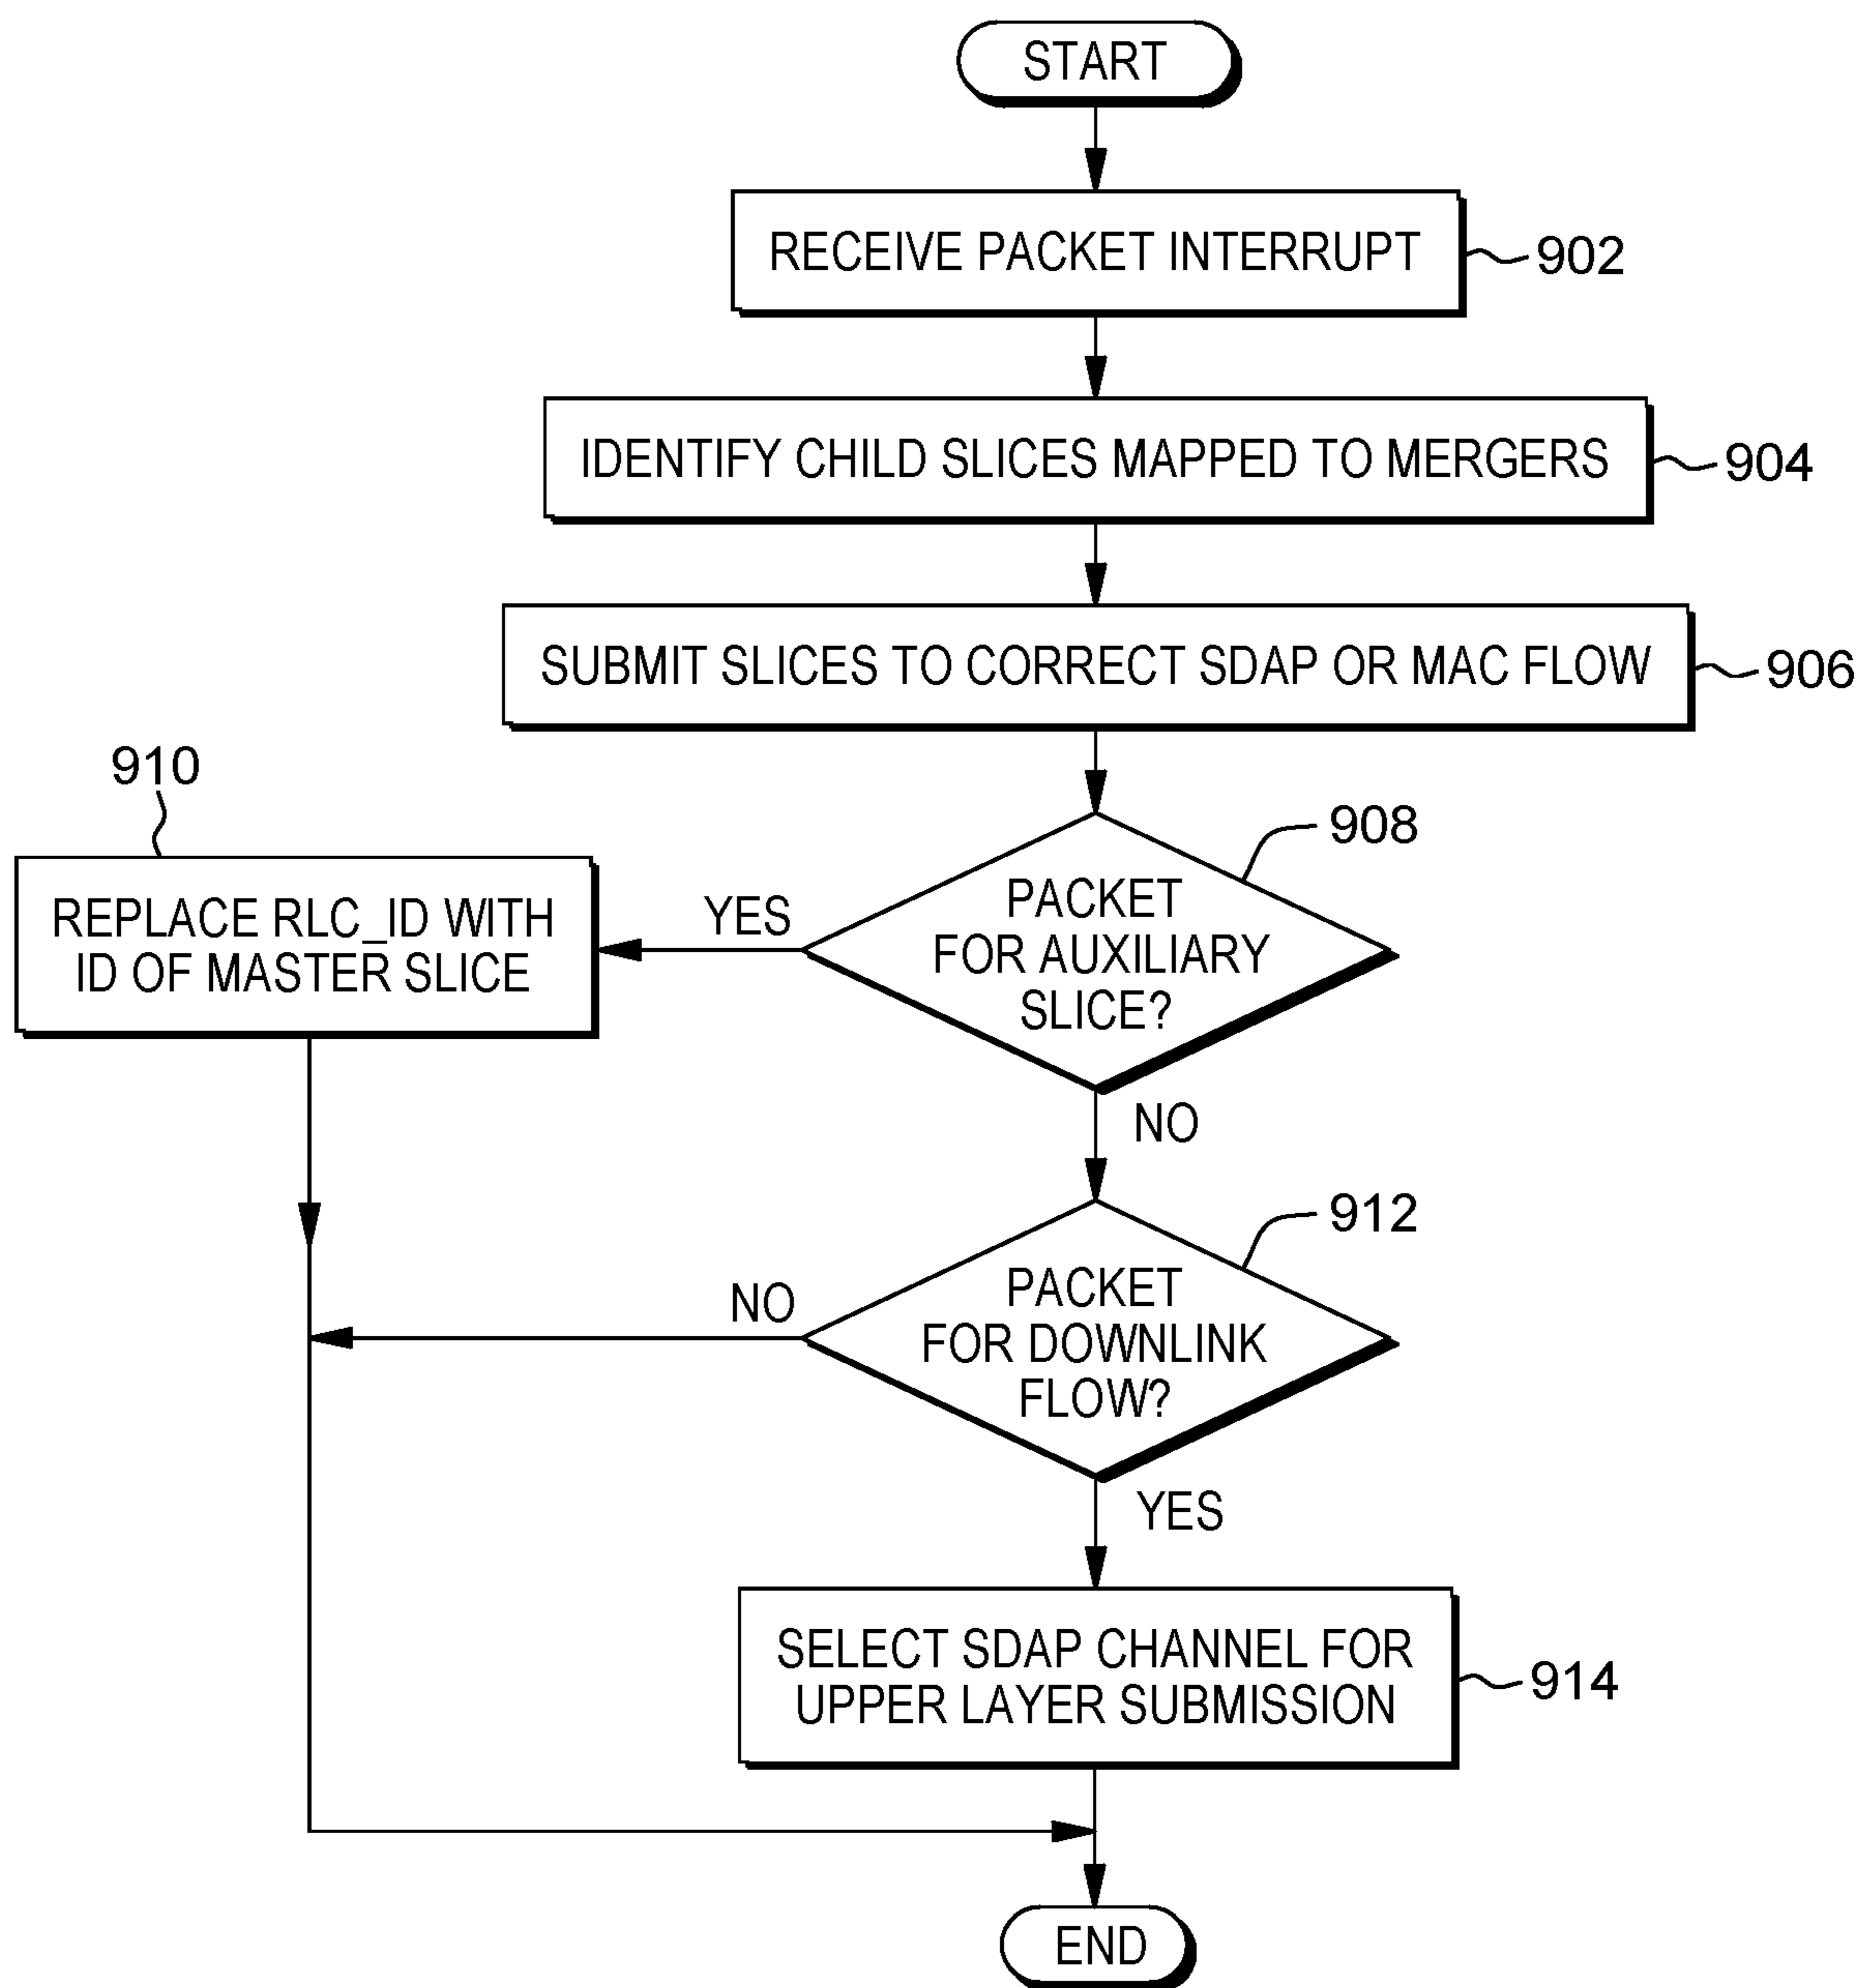 START
RECEIVE PACKET INTERRUPT
902
IDENTIFY CHILD SLICES MAPPED TO MERGERS
904
SUBMIT SLICES TO CORRECT SDAP OR MAC FLOW
906
908
PACKET
FOR AUXILIARY
SLICE?
YES
910
REPLACE RLC_ID WITH
ID OF MASTER SLICE
NO
912
PACKET
FOR DOWNLINK
FLOW?
NO
YES
SELECT SDAP CHANNEL FOR
UPPER LAYER SUBMISSION
914
END